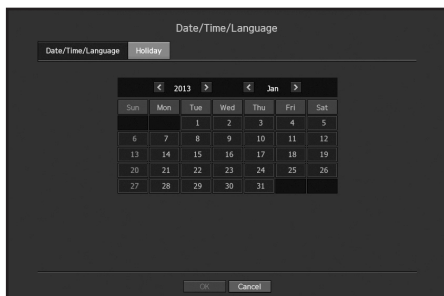 Date/Time/Language
Date/Time/Language Holiday
< 2013 > < Jan >
Sun Mon Tue Wed Thu Fri Sat
1 2 3 4 5
6 7 8 9 10 11 12
13 14 15 16 17 18 19
20 21 22 23 24 25 26
27 28 29 30 31
OK Cancel